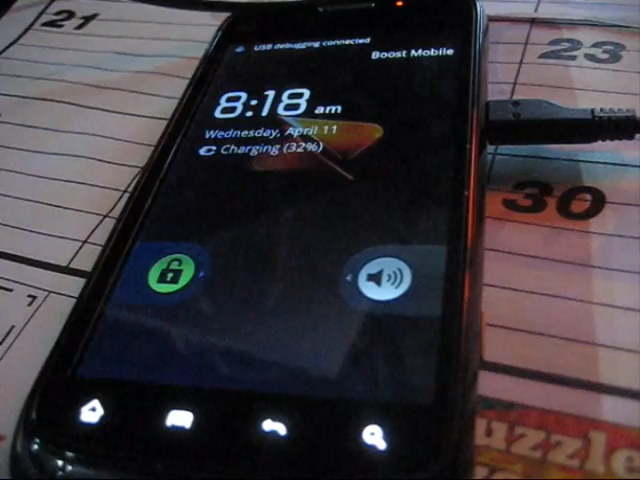 21
23
USB debugging connected
Boost Mobile
8:18 am
Wednesday, April 11
Charging (32%)
30
uzzle